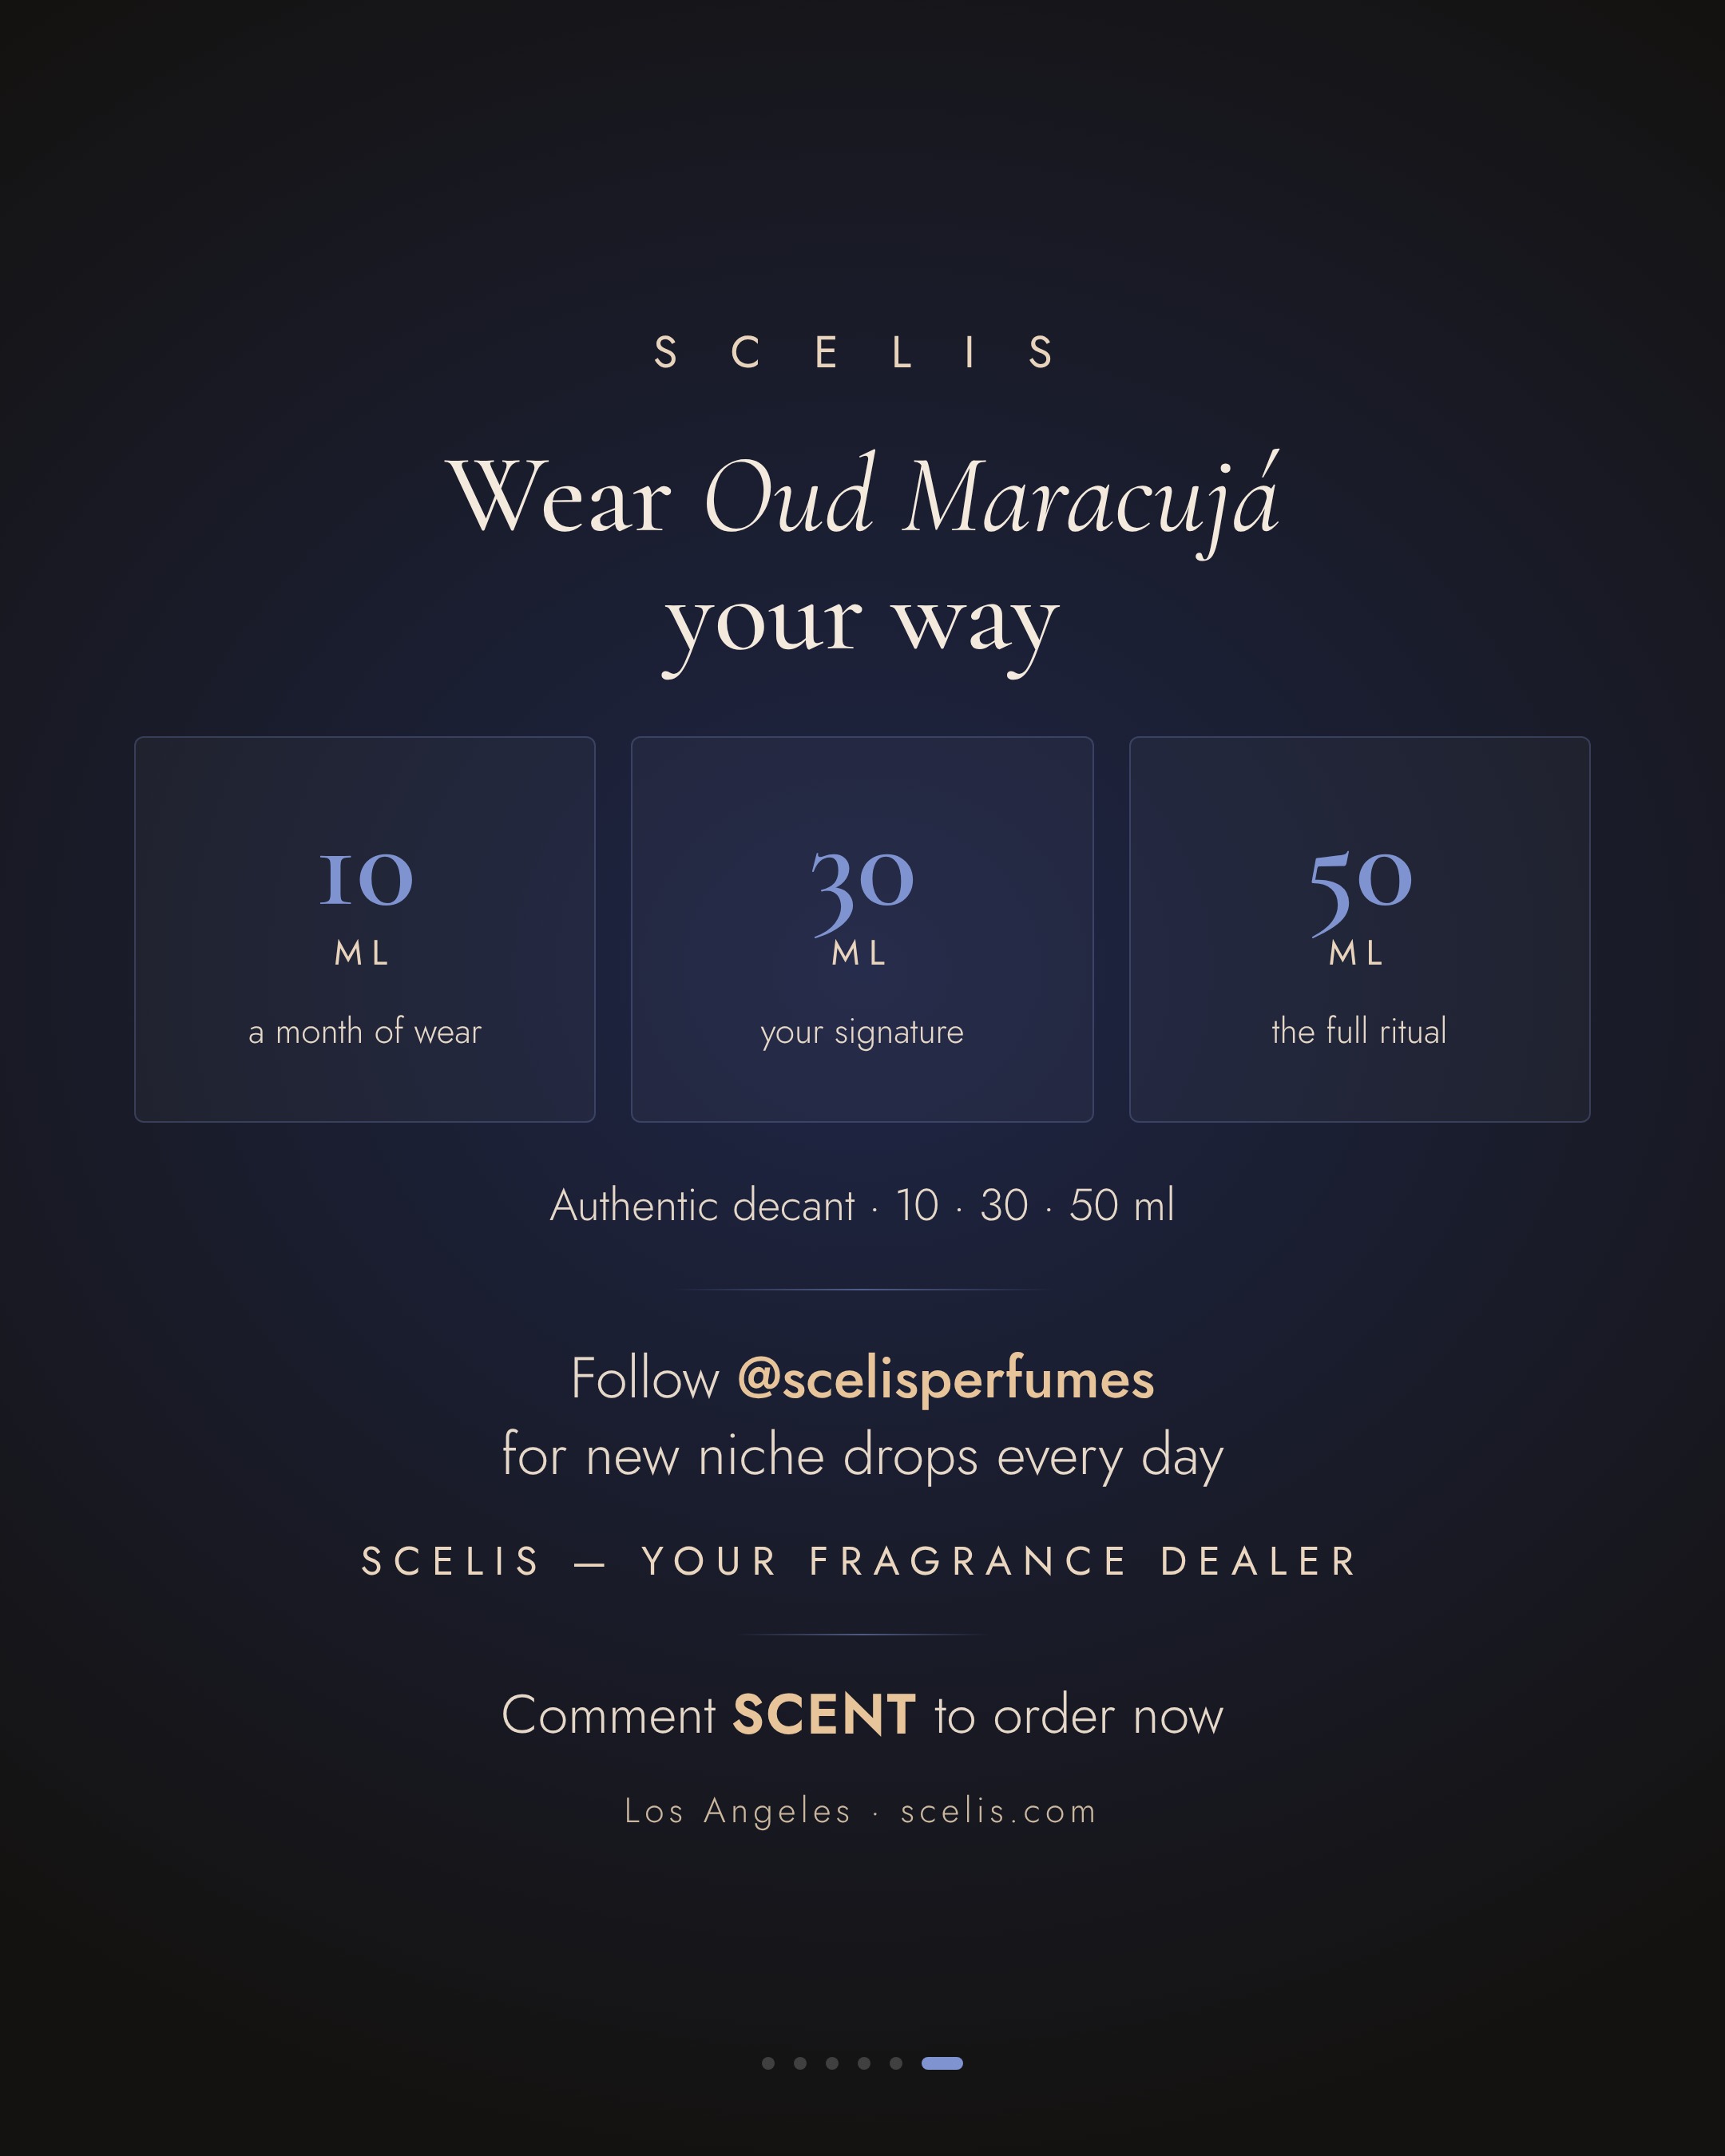 SCELIS
Wear Oud Maracujá
your way
10
ML
a month of wear
30
ML
your signature
50
ML
the full ritual
Authentic decant · 10 · 30 · 50 ml
Follow @scelisperfumes
for new niche drops every day
SCELIS — YOUR FRAGRANCE DEALER
Comment SCENT to order now
Los Angeles · scelis.com